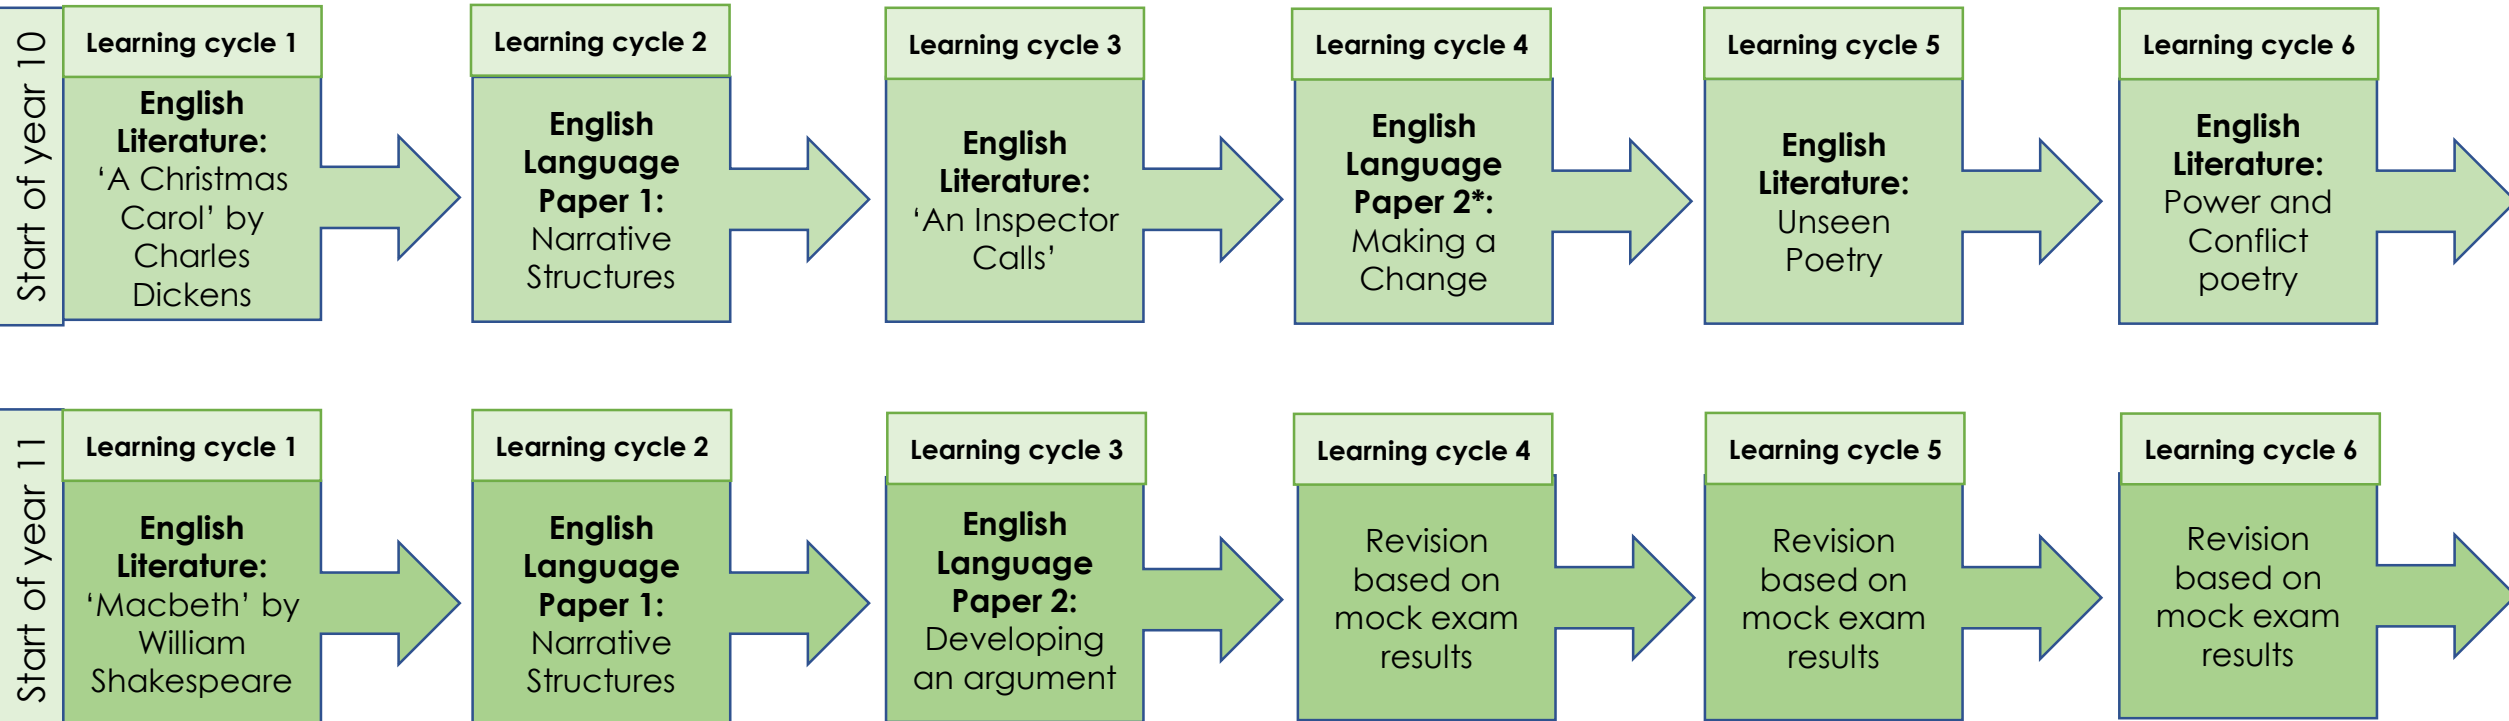 Start of year 10
Learning cycle 1
English
Literature:
‘A Christmas
Carol’ by
Charles
Dickens
Learning cycle 2
English
Language
Paper 1:
Narrative
Structures
Learning cycle 3
English
Literature:
‘An Inspector
Calls’
Learning cycle 4
English
Language
Paper 2*:
Making a
Change
Learning cycle 5
English
Literature:
Unseen
Poetry
Learning cycle 6
English
Literature:
Power and
Conflict
poetry
Start of year 11
Learning cycle 1
English
Literature:
‘Macbeth’ by
William
Shakespeare
Learning cycle 2
English
Language
Paper 1:
Narrative
Structures
Learning cycle 3
English
Language
Paper 2:
Developing
an argument
Learning cycle 4
Revision
based on
mock exam
results
Learning cycle 5
Revision
based on
mock exam
results
Learning cycle 6
Revision
based on
mock exam
results